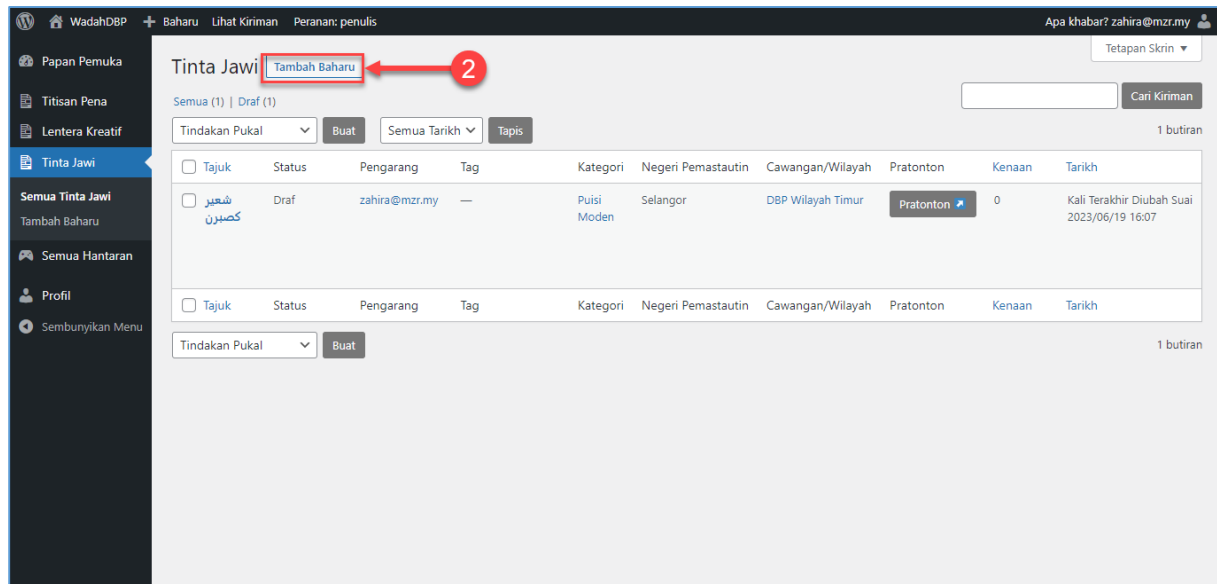 WadahDBP + Baharu Lihat Kiriman Peranan: penulis Apa khabar? zahira@mzr.my
Tetapan Skrin ▼
Papan Pemuka
Titisan Pena
Lentera Kreatif
Tinta Jawi
Semua Tinta Jawi
Tambah Baharu
Semua Hantaran
Profil
Sembunyikan Menu
Tinta Jawi Tambah Baharu 2
Semua (1) | Draf (1)
Cari Kiriman
Tindakan Pukal Buat Semua Tarikh Tapis 1 butiran
Tajuk Status Pengarang Tag Kategori Negeri Pemastautin Cawangan/Wilayah Pratonton Kenaan Tarikh
شعير Draf zahira@mzr.my — Puisi Selangor DBP Wilayah Timur Pratonton 0 Kali Terakhir Diubah Suai
كصبرن Moden 2023/06/19 16:07
Tajuk Status Pengarang Tag Kategori Negeri Pemastautin Cawangan/Wilayah Pratonton Kenaan Tarikh
Tindakan Pukal Buat 1 butiran